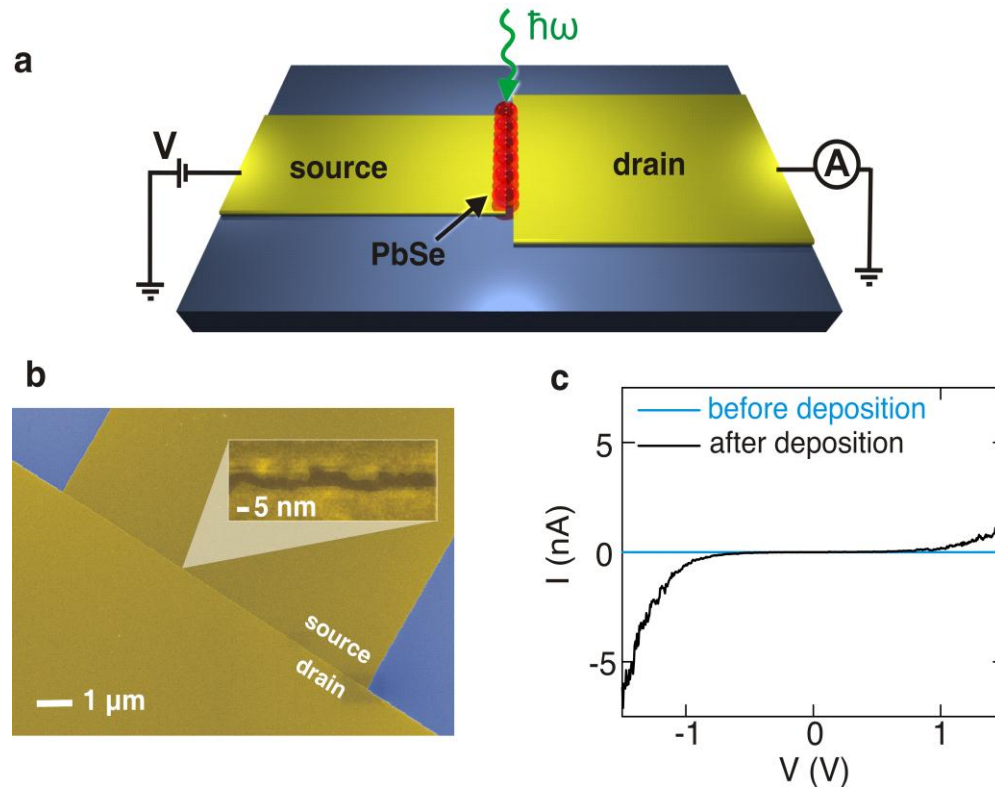 a
ħω
V
source
drain
A
PbSe
b
5 nm
source
drain
1 µm
c
before deposition
after deposition
5
0
-5
I (nA)
-1
0
1
V (V)